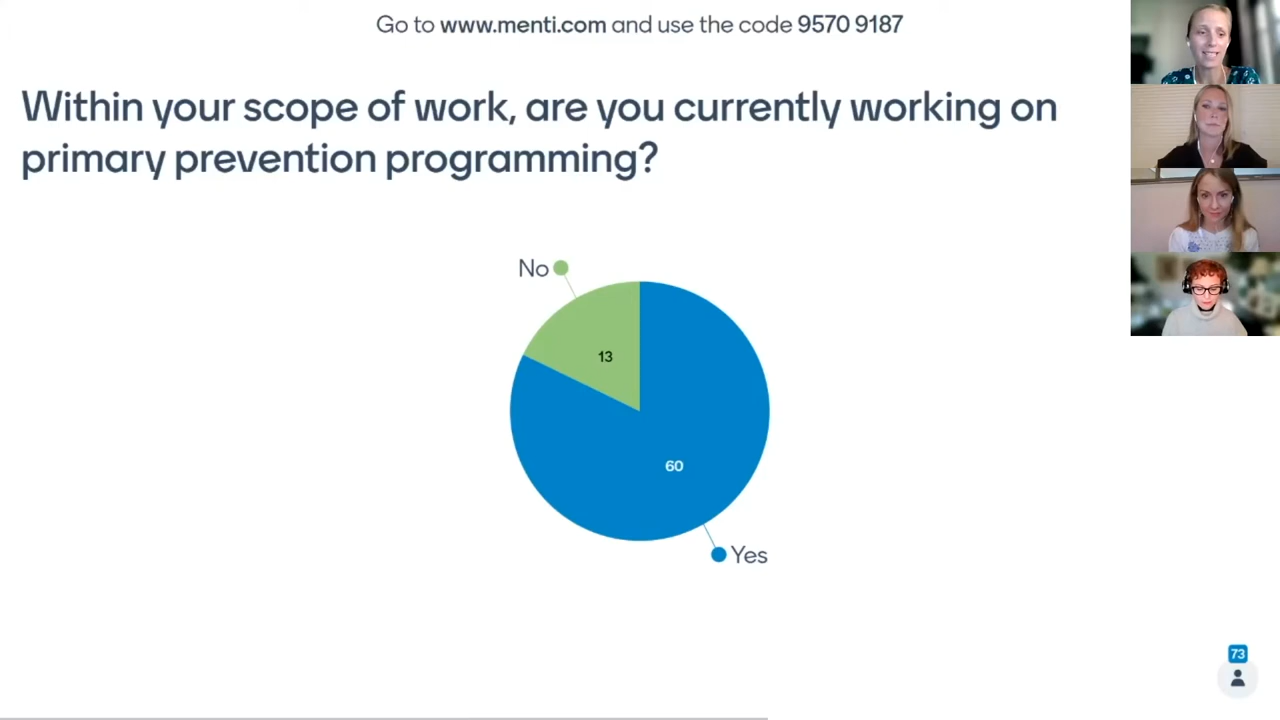 Go to www.menti.com and use the code 9570 9187
Within your scope of work, are you currently working on
primary prevention programming?
No
13
60
Yes
73